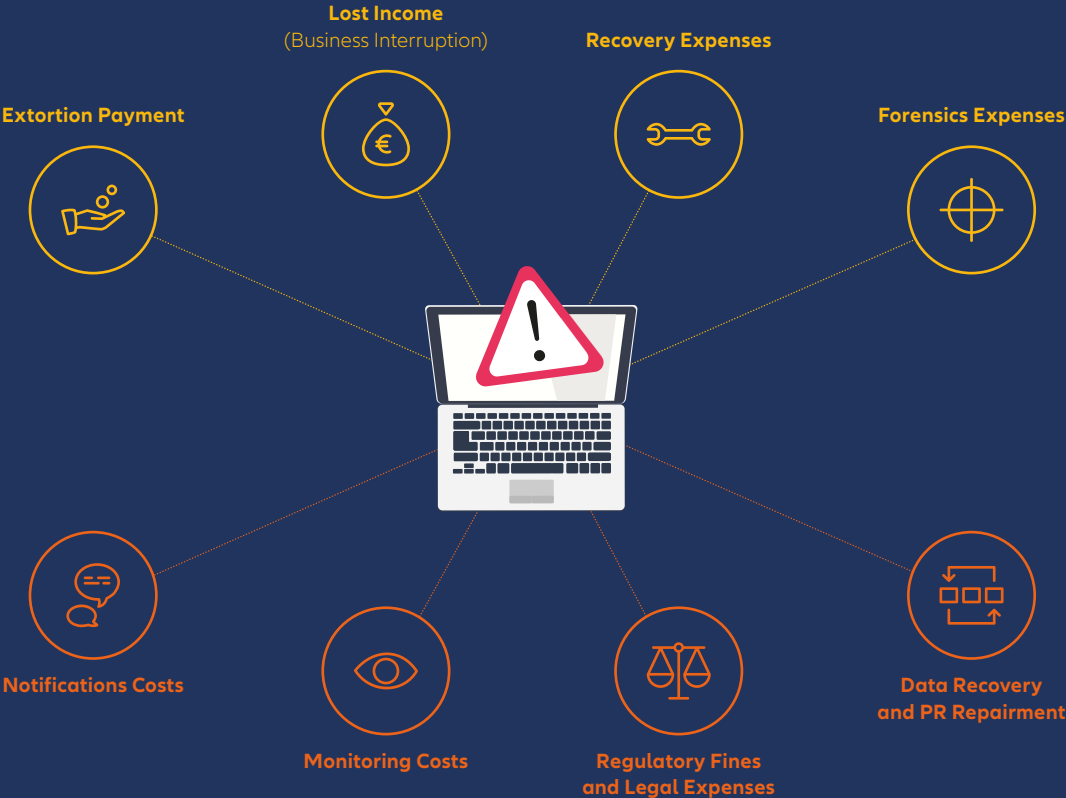 Lost Income
(Business Interruption)
Recovery Expenses
Extortion Payment
Forensics Expenses
€
Notifications Costs
Data Recovery
and PR Repairment
Monitoring Costs
Regulatory Fines
and Legal Expenses